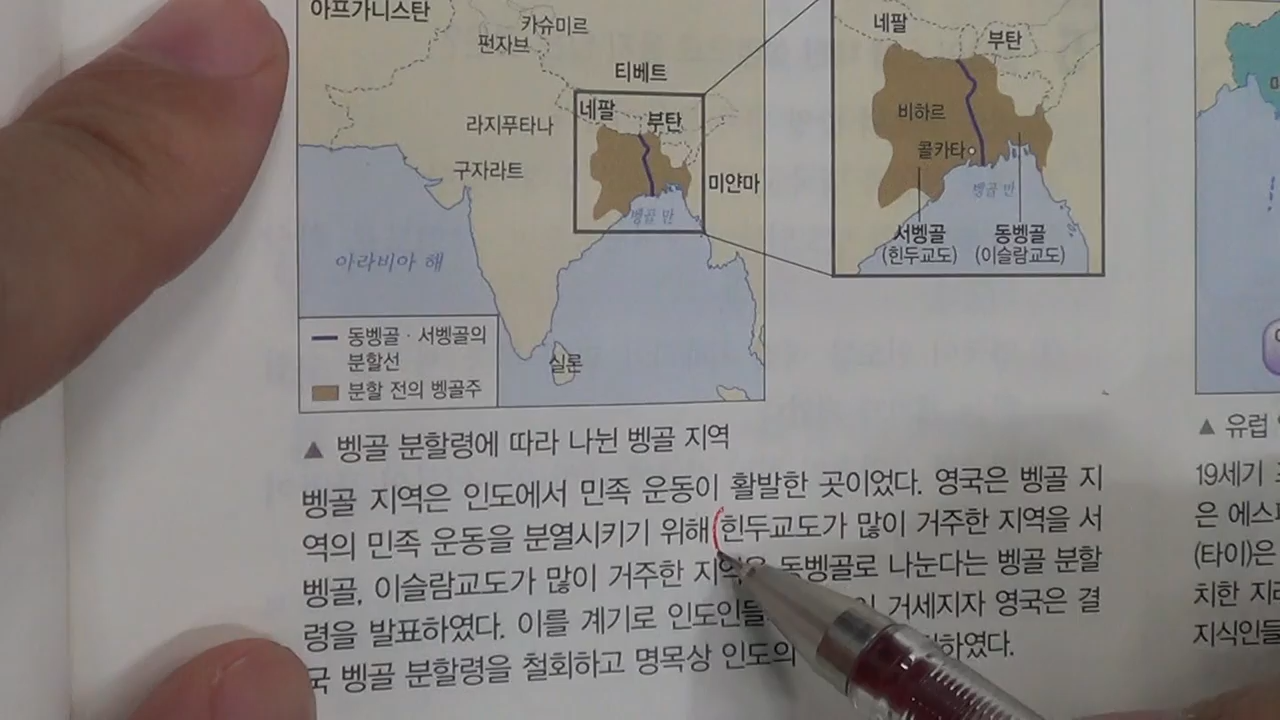 아프가니스탄
카슈미르
펀자브
티베트
네팔
부탄
라지푸타나
구자라트
미얀마
벵골 만
아라비아 해
실론
동벵골 · 서벵골의
분할선
분할 전의 벵골주
네팔
부탄
비하르
콜카타
벵골 만
서벵골
(힌두교도)
동벵골
(이슬람교도)
▲ 벵골 분할령에 따라 나뉜 벵골 지역
벵골 지역은 인도에서 민족 운동이 활발한 곳이었다. 영국은 벵골 지
역의 민족 운동을 분열시키기 위해 힌두교도가 많이 거주한 지역을 서
벵골, 이슬람교도가 많이 거주한 지역을 동벵골로 나눈다는 벵골 분할
령을 발표하였다. 이를 계기로 인도인들 거세지자 영국은 결
국 벵골 분할령을 철회하고 명목상 인도의 하였다.
▲ 유럽
19세기
은
(타이)은
치한
지식인들